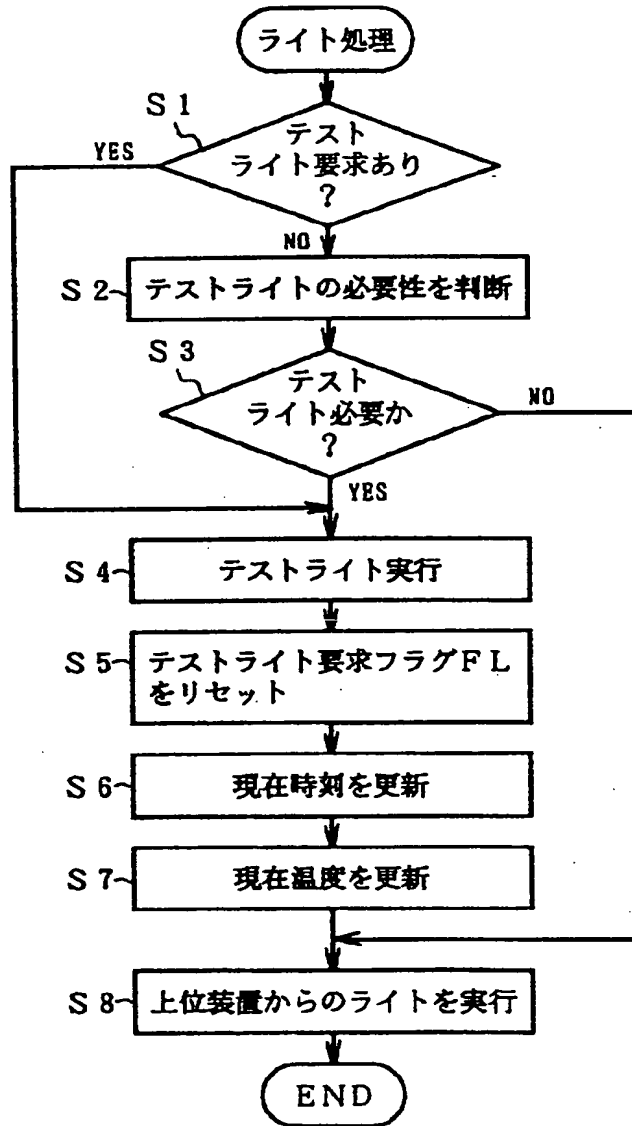 ライト処理
S1
テスト
YES
ライト要求あり
?
NO
S2
テストライトの必要性を判断
S3
テスト
NO
ライト必要か
?
YES
S4
テストライト実行
S5
テストライト要求フラグFL
をリセット
S6
現在時刻を更新
S7
現在温度を更新
S8
上位装置からのライトを実行
END